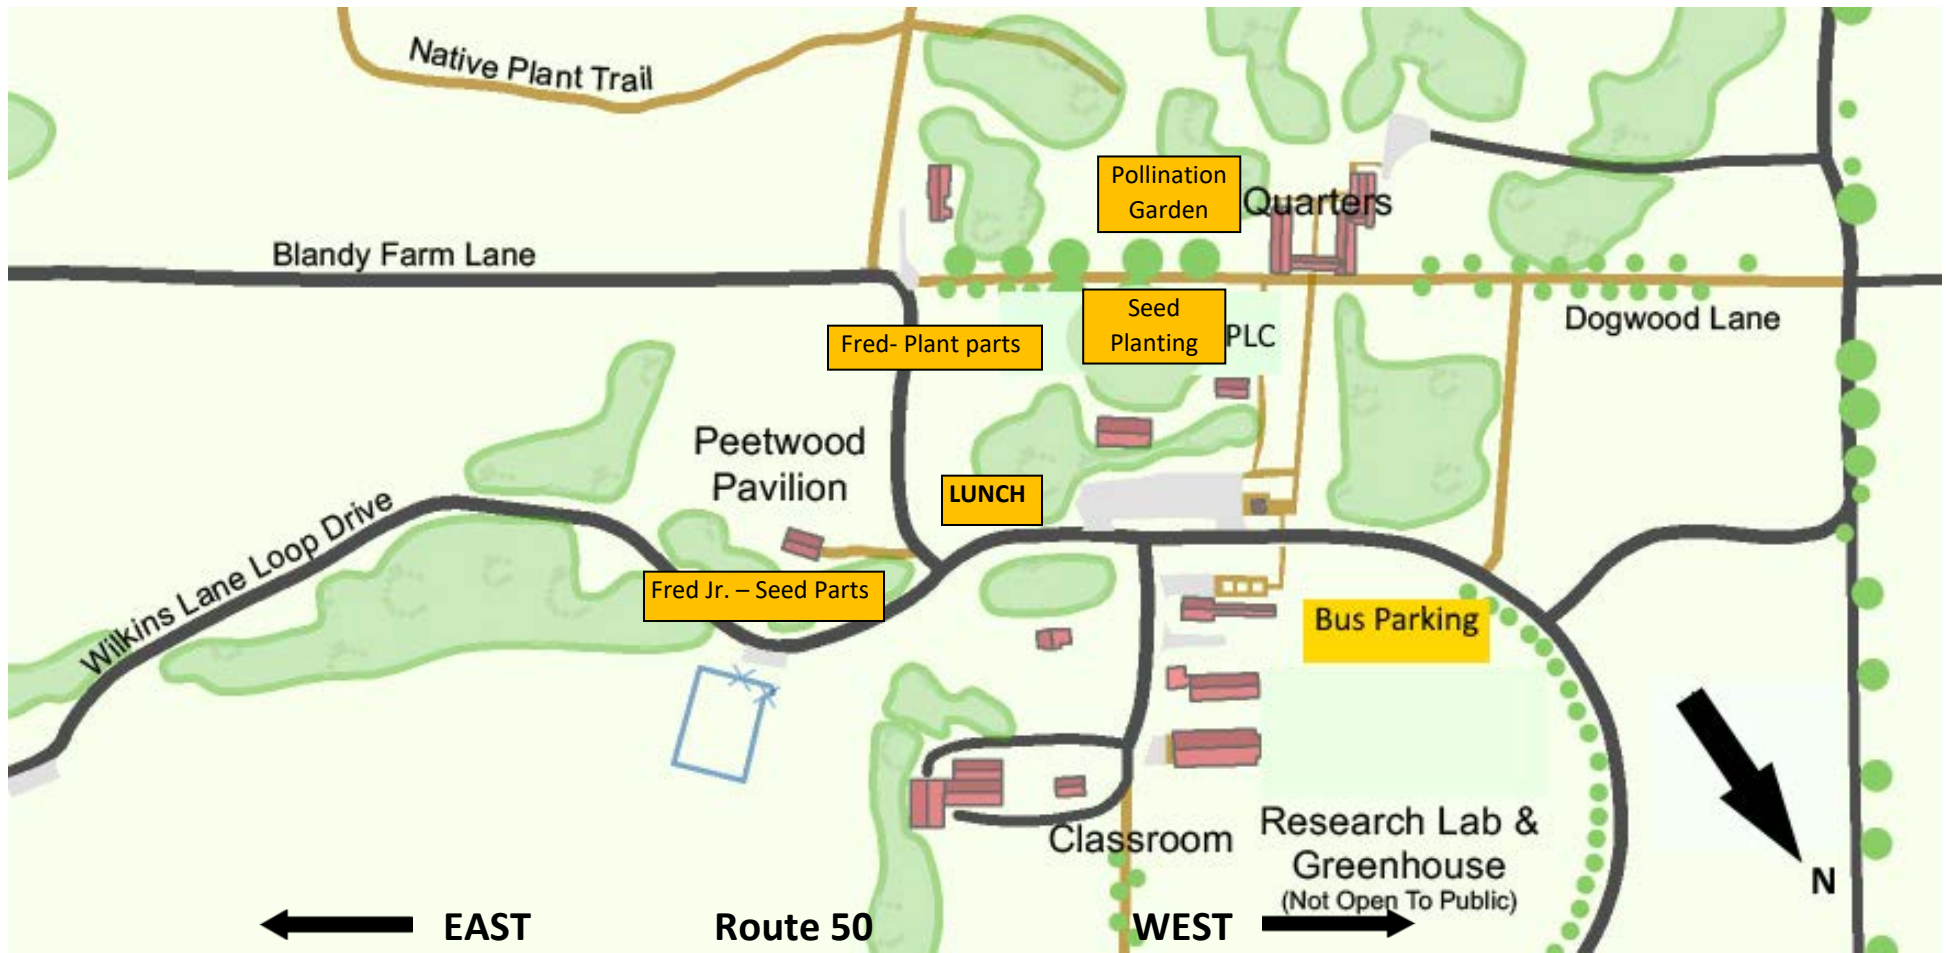 Native Plant Trail
Pollination
Garden
Quarters
Blandy Farm Lane
Seed
Planting
PLC
Dogwood Lane
Fred- Plant parts
Peetwood
Pavilion
LUNCH
Wilkins Lane Loop Drive
Fred Jr. – Seed Parts
Bus Parking
Classroom
Research Lab &
Greenhouse
(Not Open To Public)
N
EAST
Route 50
WEST